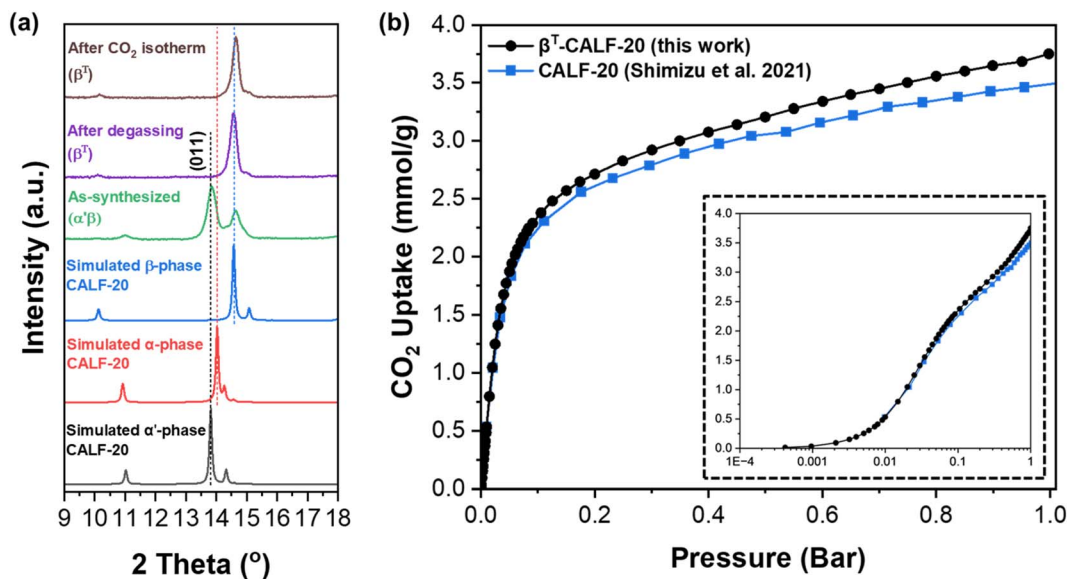 (a)
After CO₂ isotherm
(βᵀ)
After degassing
(βᵀ)
(011)
As-synthesized
(α'β)
Simulated β-phase
CALF-20
Simulated α-phase
CALF-20
Simulated α'-phase
CALF-20
Intensity (a.u.)
9 10 11 12 13 14 15 16 17 18
2 Theta (°)
(b)
4.0
3.5
3.0
2.5
2.0
1.5
1.0
0.5
0.0
CO₂ Uptake (mmol/g)
βᵀ-CALF-20 (this work)
CALF-20 (Shimizu et al. 2021)
4.0
3.5
3.0
2.5
2.0
1.5
1.0
0.5
0.0
1E−4 0.001 0.01 0.1 1
0.0 0.2 0.4 0.6 0.8 1.0
Pressure (Bar)